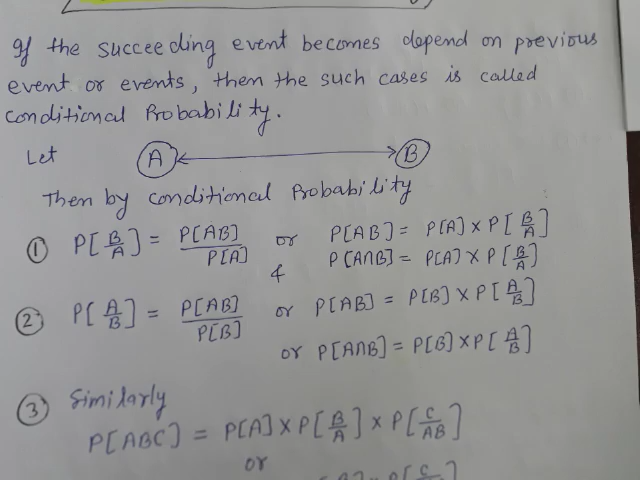 If the succeeding event becomes depend on previous
event or events, then the such cases is called
Conditional Probability.
Let A B
Then by conditional Probability
① P[B/A] = P[AB]/P[A] or P[AB] = P[A] × P[B/A]
& P[A∩B] = P[A] × P[B/A]
② P[A/B] = P[AB]/P[B] or P[AB] = P[B] × P[A/B]
or P[A∩B] = P[B] × P[A/B]
③ Similarly
P[ABC] = P[A] × P[B/A] × P[C/AB]
or